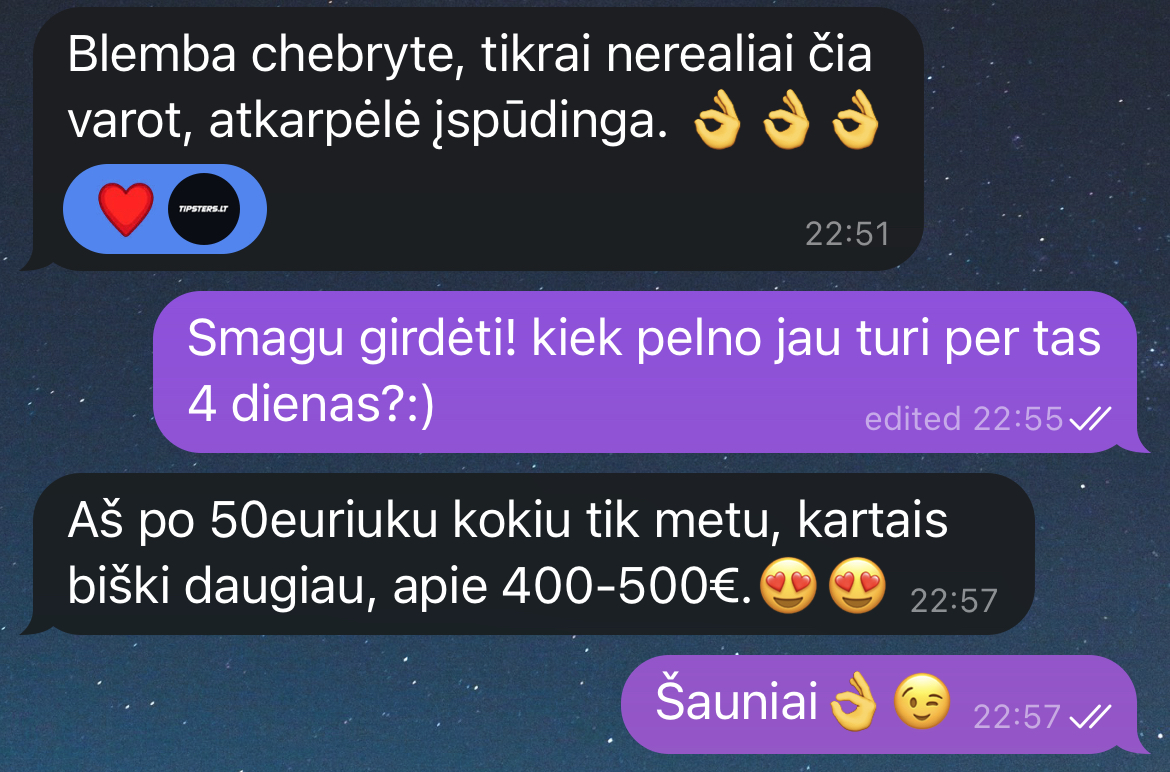 Blemba chebryte, tikrai nerealiai čia
varot, atkarpėlė įspūdinga. 👌👌👌
❤️ TIPSTERS.LT
22:51
Smagu girdėti! kiek pelno jau turi per tas
4 dienas?:)
edited 22:55
Aš po 50euriuku kokiu tik metu, kartais
biški daugiau, apie 400-500€.😍😍 22:57
Šauniai👌😉 22:57